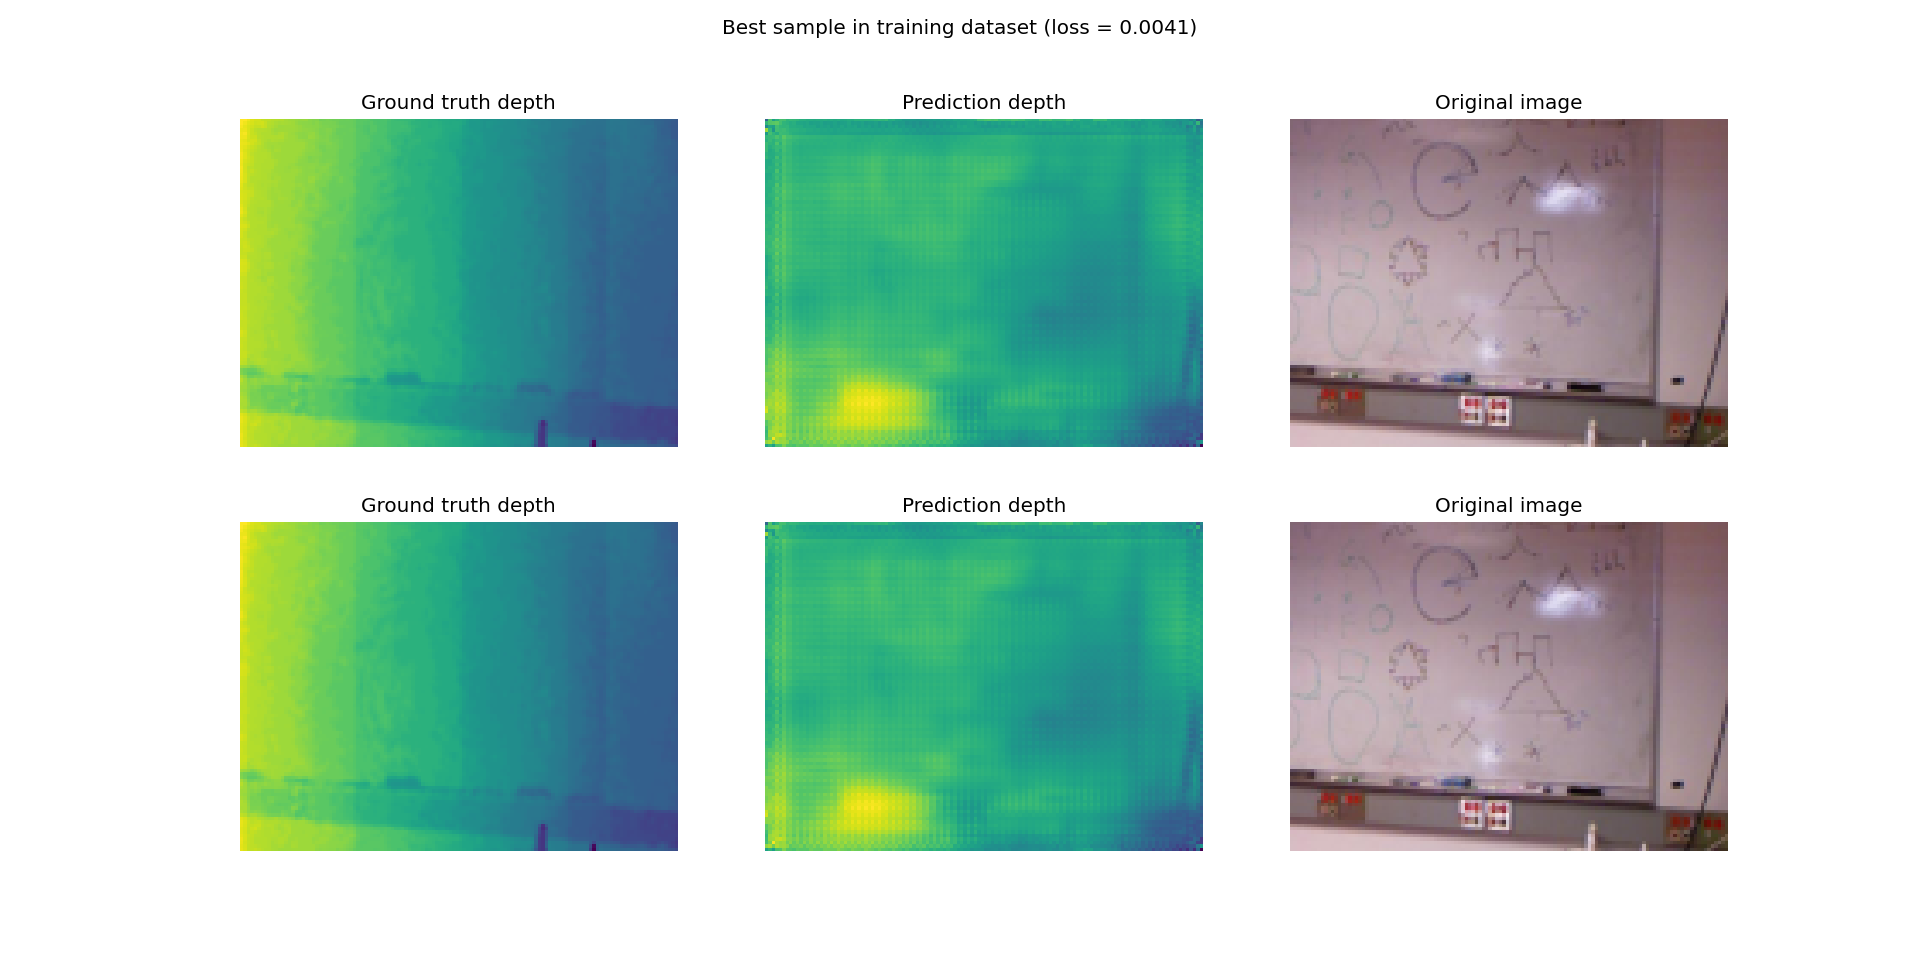 Best sample in training dataset (loss = 0.0041)
Ground truth depth
Prediction depth
Original image
Ground truth depth
Prediction depth
Original image